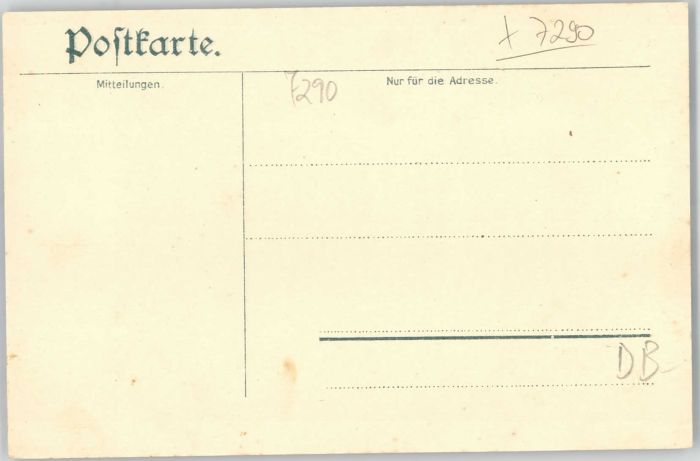 Poſtkarte.
x 7290
Mitteilungen.
7290
Nur für die Adresse.
DB